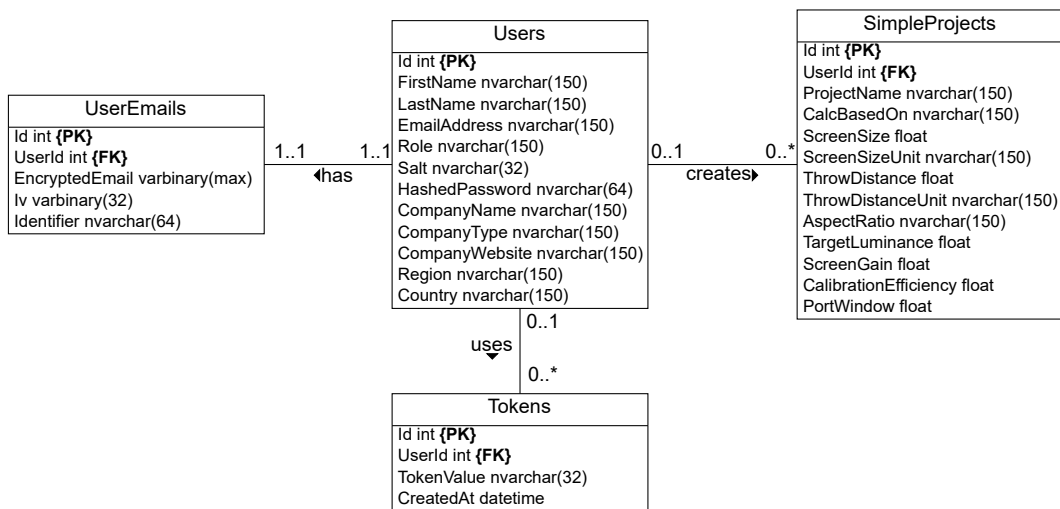 UserEmails
Id int {PK}
UserId int {FK}
EncryptedEmail varbinary(max)
Iv varbinary(32)
Identifier nvarchar(64)
1..1
1..1
has
Users
Id int {PK}
FirstName nvarchar(150)
LastName nvarchar(150)
EmailAddress nvarchar(150)
Role nvarchar(150)
Salt nvarchar(32)
HashedPassword nvarchar(64)
CompanyName nvarchar(150)
CompanyType nvarchar(150)
CompanyWebsite nvarchar(150)
Region nvarchar(150)
Country nvarchar(150)
0..1
0..*
creates
SimpleProjects
Id int {PK}
UserId int {FK}
ProjectName nvarchar(150)
CalcBasedOn nvarchar(150)
ScreenSize float
ScreenSizeUnit nvarchar(150)
ThrowDistance float
ThrowDistanceUnit nvarchar(150)
AspectRatio nvarchar(150)
TargetLuminance float
ScreenGain float
CalibrationEfficiency float
PortWindow float
0..1
uses
0..*
Tokens
Id int {PK}
UserId int {FK}
TokenValue nvarchar(32)
CreatedAt datetime